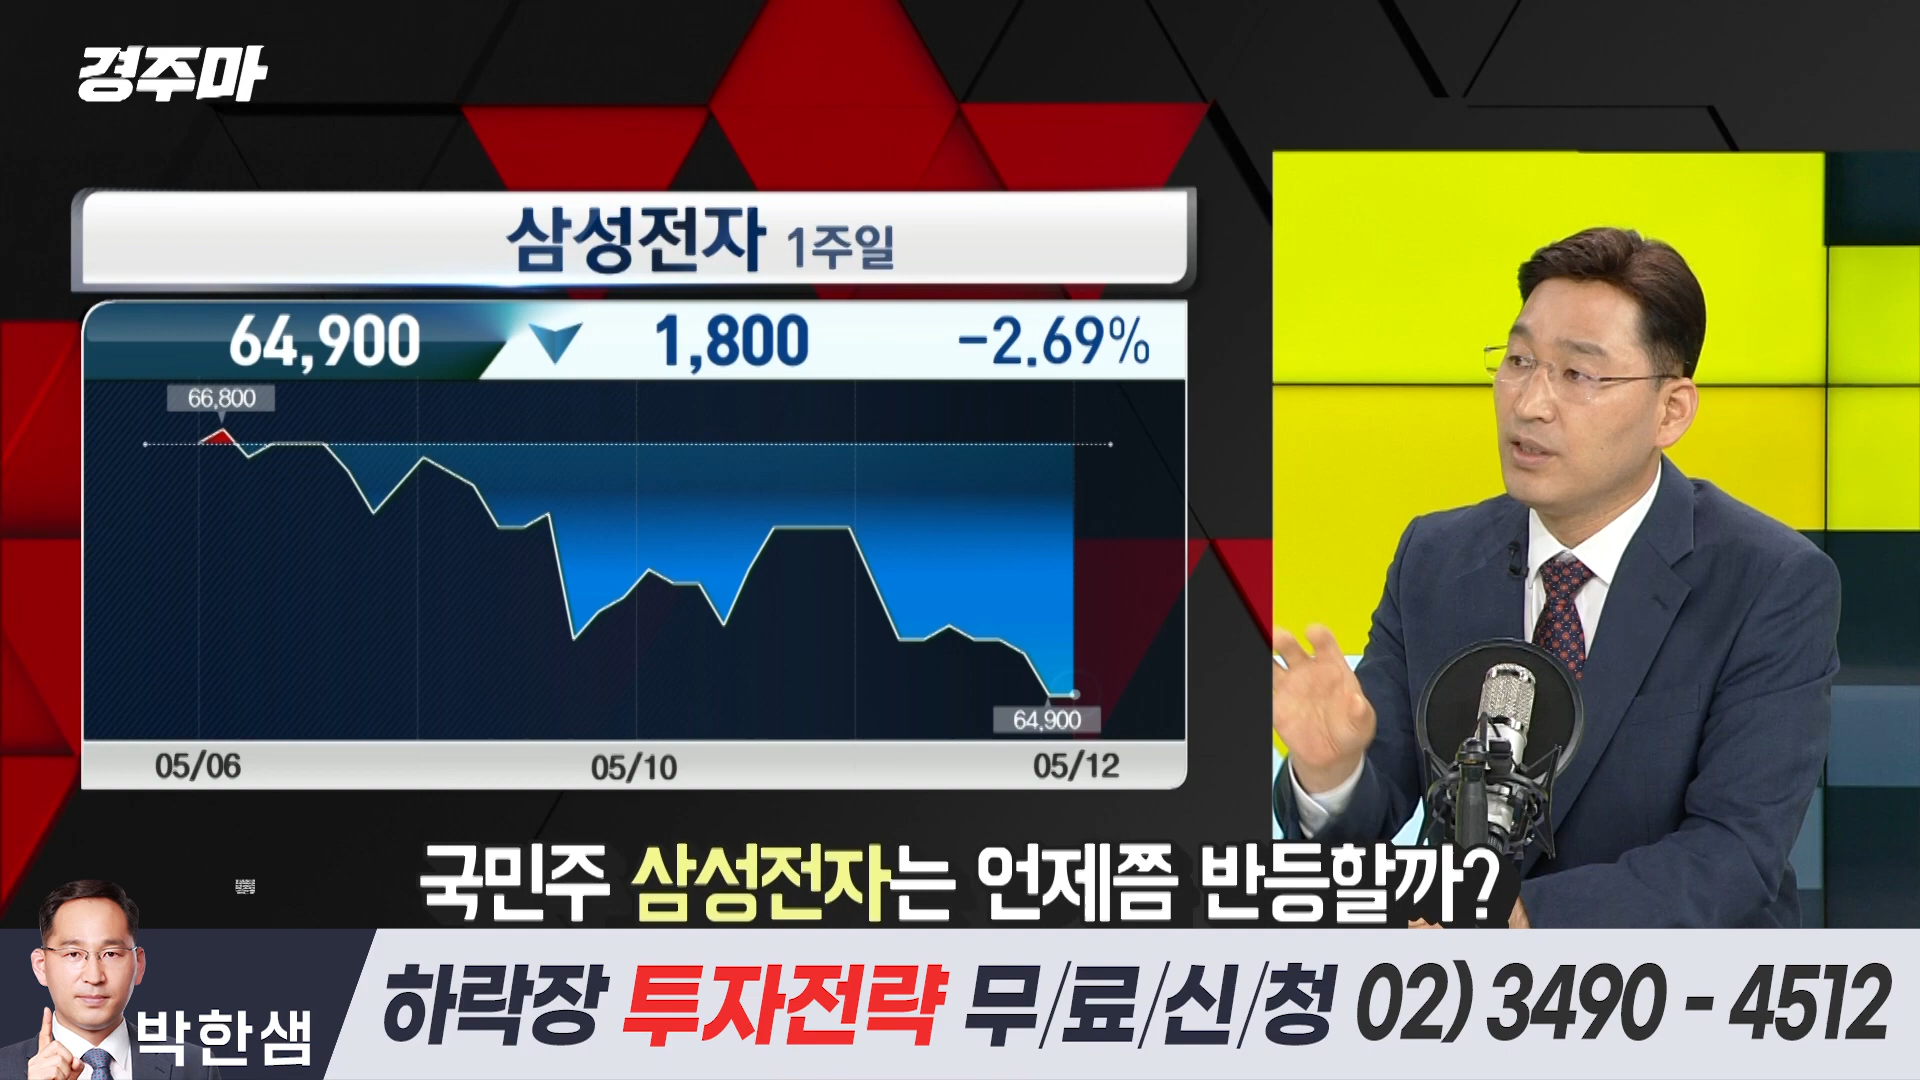 경주마
삼성전자 1주일
64,900 ▼ 1,800 -2.69%
66,800
64,900
05/06 05/10 05/12
국민주 삼성전자는 언제쯤 반등할까?
박한샘
하락장 투자전략 무/료/신/청 02) 3490 - 4512